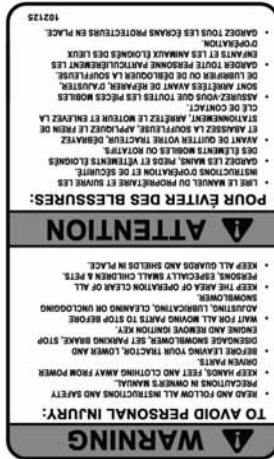 WARNING
TO AVOID PERSONAL INJURY:
• READ AND FOLLOW ALL INSTRUCTIONS AND SAFETY
PRECAUTIONS IN OWNER'S MANUAL.
• KEEP HANDS, FEET AND CLOTHING AWAY FROM POWER
DRIVEN PARTS.
• BEFORE LEAVING YOUR TRACTOR, LOWER AND
DISENGAGE SNOWBLOWER, SET PARKING BRAKE, STOP
ENGINE AND REMOVE IGNITION KEY.
• WAIT FOR ALL MOVING PARTS TO STOP BEFORE
ADJUSTING, LUBRICATING, CLEANING OR UNCLOGGING
SNOWBLOWER.
• KEEP THE AREA OF OPERATION CLEAR OF ALL
PERSONS, ESPECIALLY SMALL CHILDREN & PETS.
• KEEP ALL GUARDS AND SHIELDS IN PLACE.
ATTENTION
POUR ÉVITER DES BLESSURES:
• LIRE LE MANUEL DU PROPRIÉTAIRE ET SUIVRE LES
INSTRUCTIONS D'OPÉRATION ET DE SÉCURITÉ.
• GARDEZ LES MAINS, PIEDS ET VÊTEMENTS ÉLOIGNÉS
DES ÉLÉMENTS MOBILES OU ROTATIFS.
• AVANT DE QUITTER VOTRE TRACTEUR, DÉBRAYEZ
ET ABAISSEZ LA SOUFFLEUSE, APPLIQUEZ LE FREIN DE
STATIONNEMENT, ARRÊTEZ LE MOTEUR ET ENLEVEZ LA
CLÉ DE CONTACT.
• ASSUREZ-VOUS QUE TOUTES LES PIÈCES MOBILES
SONT ARRÊTÉES AVANT DE RÉPARER, D'AJUSTER,
DE LUBRIFIER OU DE DÉBLOQUER LA SOUFFLEUSE.
• GARDER TOUTE PERSONNE PARTICULIÈREMENT LES
ENFANTS ET LES ANIMAUX ÉLOIGNÉS DES LIEUX
D'OPÉRATION.
• GARDEZ TOUS LES ÉCRANS PROTECTEURS EN PLACE.
102125